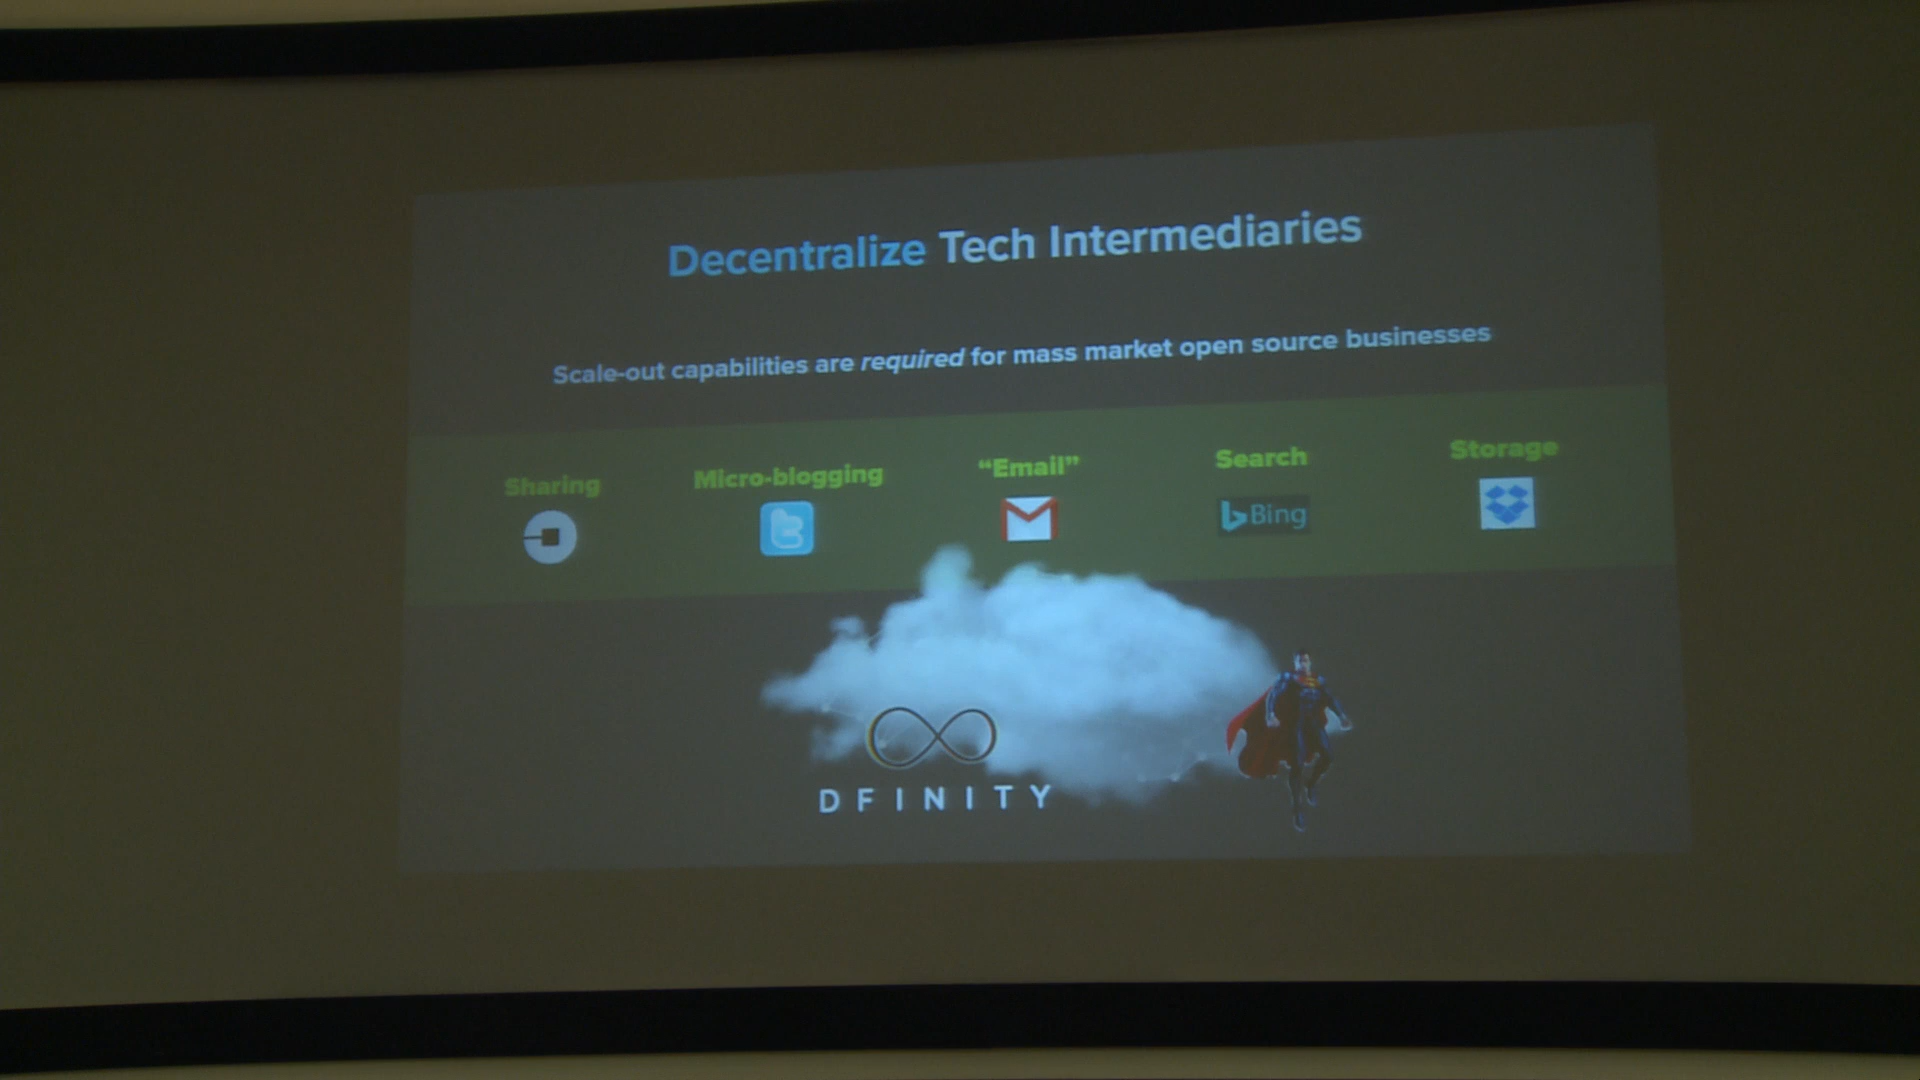 Decentralize Tech Intermediaries
Scale-out capabilities are required for mass market open source businesses
Sharing
Micro-blogging
“Email”
Search
Storage
Bing
DFINITY